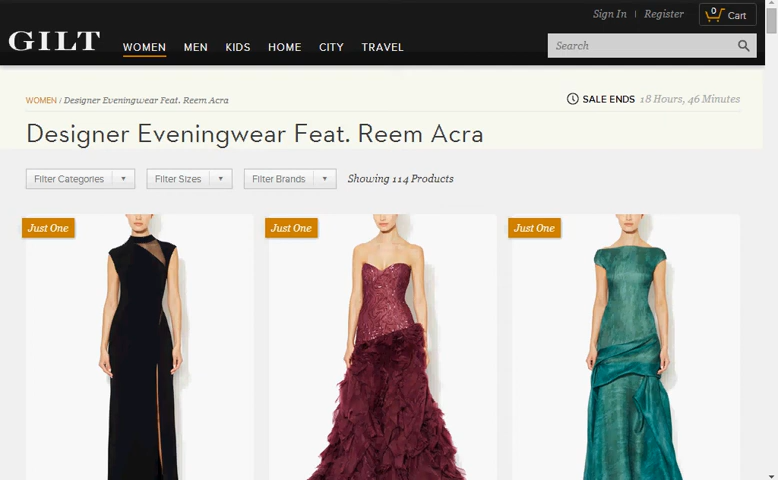 Sign In | Register
0 Cart
GILT
WOMEN MEN KIDS HOME CITY TRAVEL
Search
WOMEN / Designer Eveningwear Feat. Reem Acra
SALE ENDS 18 Hours, 46 Minutes
Designer Eveningwear Feat. Reem Acra
Filter Categories Filter Sizes Filter Brands Showing 114 Products
Just One Just One Just One